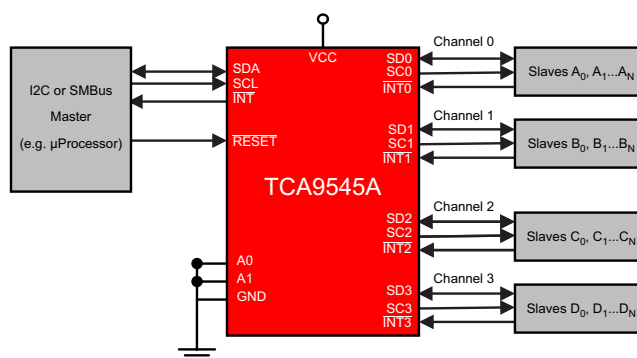 I2C or SMBus
Master
(e.g. µProcessor)
VCC
SDA
SCL
INT
RESET
TCA9545A
A0
A1
GND
SD0
SC0
INT0
SD1
SC1
INT1
SD2
SC2
INT2
SD3
SC3
INT3
Channel 0
Slaves A0, A1...AN
Channel 1
Slaves B0, B1...BN
Channel 2
Slaves C0, C1...CN
Channel 3
Slaves D0, D1...DN